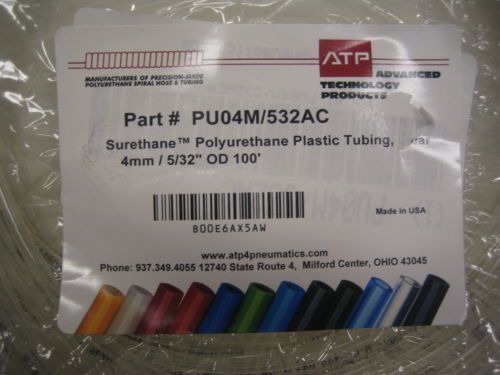 ATP
ADVANCED
TECHNOLOGY
PRODUCTS
MANUFACTURERS OF PRECISION-MADE
POLYURETHANE SPIRAL HOSE & TUBING
Part # PU04M/532AC
Surethane™ Polyurethane Plastic Tubing,
4mm / 5/32" OD 100'
B00E6AX5AW
Made in USA
www.atp4pneumatics.com
Phone: 937.349.4055 12740 State Route 4, Milford Center, OHIO 43045